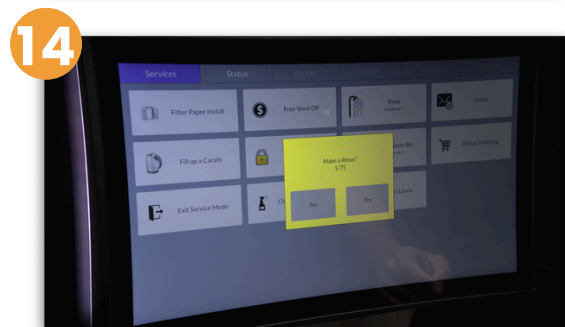 14
Services
Status
Filter Paper Install
Free Vend Off
Rinse
Email
Fill up a Carafe
Online Ordering
Make a Rinse?
1/75
No
Yes
Exit Service Mode